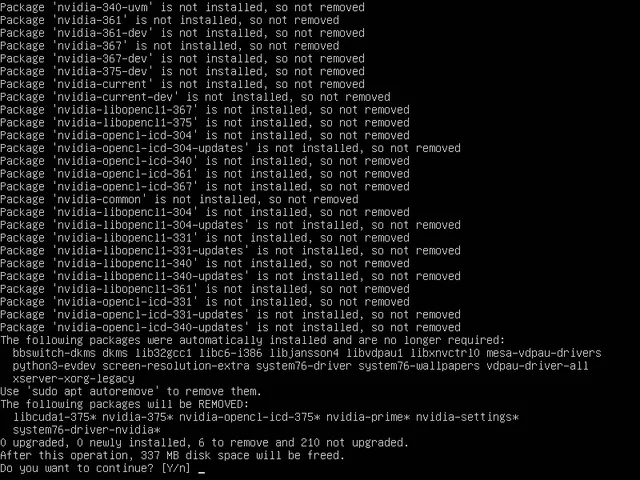 Package 'nvidia-340-uvm' is not installed, so not removed
Package 'nvidia-361' is not installed, so not removed
Package 'nvidia-361-dev' is not installed, so not removed
Package 'nvidia-367' is not installed, so not removed
Package 'nvidia-367-dev' is not installed, so not removed
Package 'nvidia-375-dev' is not installed, so not removed
Package 'nvidia-current' is not installed, so not removed
Package 'nvidia-current-dev' is not installed, so not removed
Package 'nvidia-libopencl1-367' is not installed, so not removed
Package 'nvidia-libopencl1-375' is not installed, so not removed
Package 'nvidia-opencl-icd-304' is not installed, so not removed
Package 'nvidia-opencl-icd-304-updates' is not installed, so not removed
Package 'nvidia-opencl-icd-340' is not installed, so not removed
Package 'nvidia-opencl-icd-361' is not installed, so not removed
Package 'nvidia-opencl-icd-367' is not installed, so not removed
Package 'nvidia-common' is not installed, so not removed
Package 'nvidia-libopencl1-304' is not installed, so not removed
Package 'nvidia-libopencl1-304-updates' is not installed, so not removed
Package 'nvidia-libopencl1-331' is not installed, so not removed
Package 'nvidia-libopencl1-331-updates' is not installed, so not removed
Package 'nvidia-libopencl1-340' is not installed, so not removed
Package 'nvidia-libopencl1-340-updates' is not installed, so not removed
Package 'nvidia-libopencl1-361' is not installed, so not removed
Package 'nvidia-opencl-icd-331' is not installed, so not removed
Package 'nvidia-opencl-icd-331-updates' is not installed, so not removed
Package 'nvidia-opencl-icd-340-updates' is not installed, so not removed
The following packages were automatically installed and are no longer required:
bbswitch-dkms dkms lib32gcc1 libc6-i386 libjansson4 libvdpau1 libxnvctrl0 mesa-vdpau-drivers
python3-evdev screen-resolution-extra system76-driver system76-wallpapers vdpau-driver-all
xserver-xorg-legacy
Use 'sudo apt autoremove' to remove them.
The following packages will be REMOVED:
libcuda1-375* nvidia-375* nvidia-opencl-icd-375* nvidia-prime* nvidia-settings*
system76-driver-nvidia*
0 upgraded, 0 newly installed, 6 to remove and 210 not upgraded.
After this operation, 337 MB disk space will be freed.
Do you want to continue? [Y/n] _